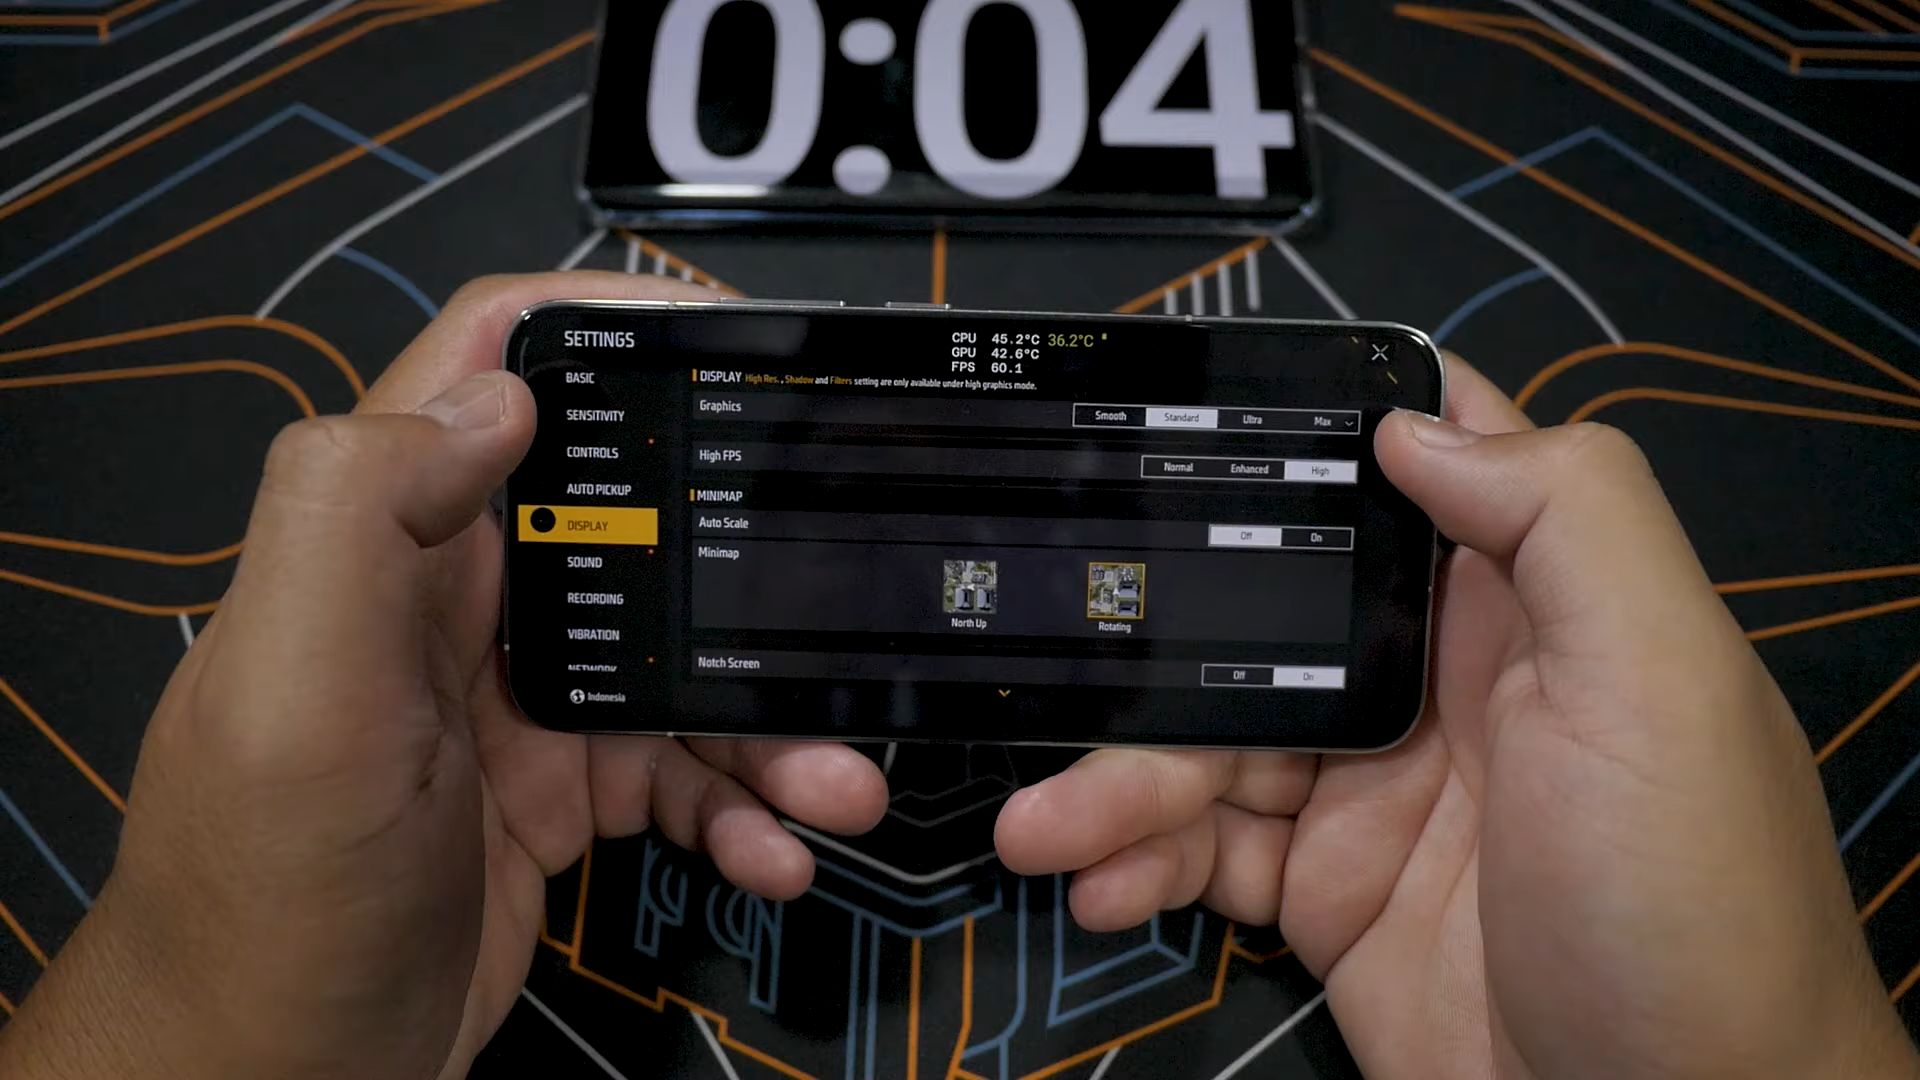 0:04
SETTINGS
CPU 45.2°C 36.2°C
GPU 42.6°C
FPS 60.1
BASIC
SENSITIVITY
CONTROLS
AUTO PICKUP
DISPLAY
SOUND
RECORDING
VIBRATION
NETWORK
Indonesia
DISPLAY High Res. , Shadow and Filters setting are only available under high graphics mode.
Graphics Smooth Standard Ultra Max
High FPS Normal Enhanced High
MINIMAP
Auto Scale Off On
Minimap
North Up Rotating
Notch Screen Off On